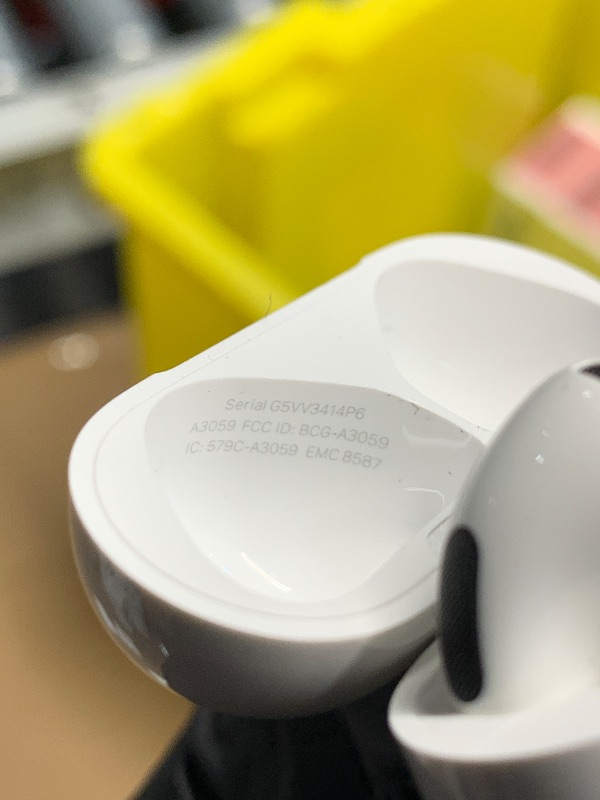 Serial G5VV3414P6
A3059 FCC ID: BCG-A3059
IC: 579C-A3059 EMC 8587